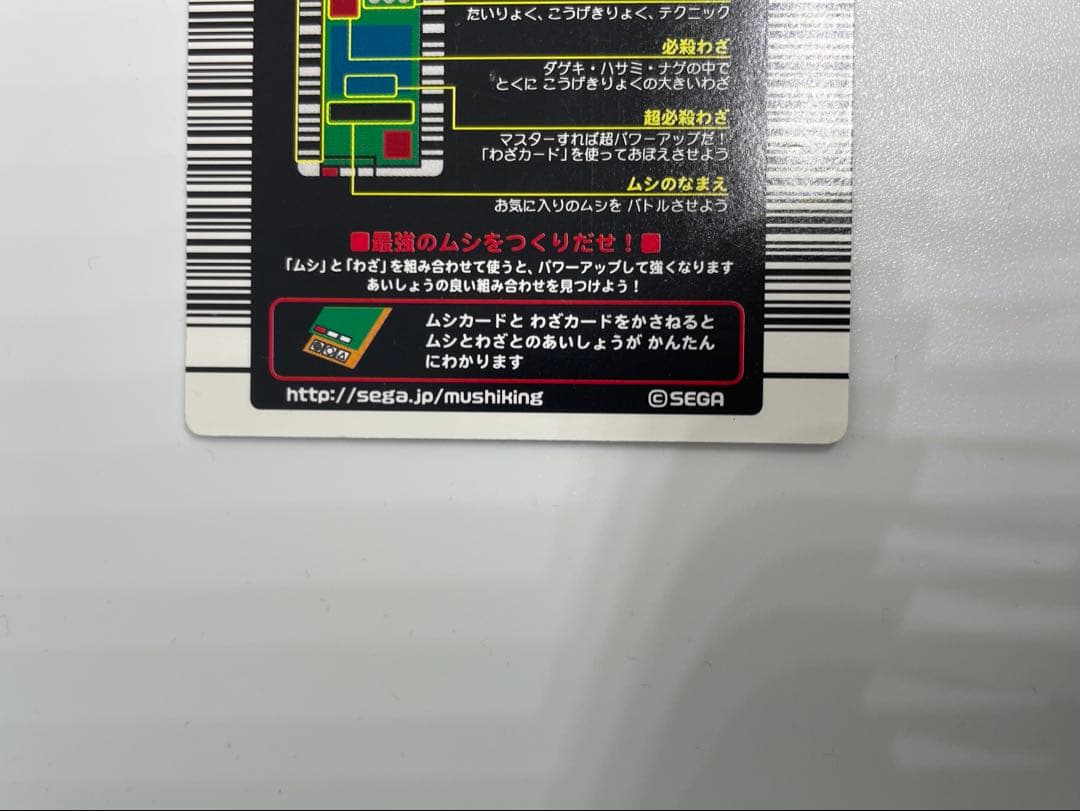 たいりょく、こうげきりょく、テクニック
必殺わざ
ダゲキ・ハサミ・ナゲの中で
とくに こうげきりょくの大きいわざ
超必殺わざ
マスターすれば超パワーアップだ!
「わざカード」を使っておぼえさせよう
ムシのなまえ
お気に入りのムシを バトルさせよう
■最強のムシをつくりだせ!■
「ムシ」と「わざ」を組み合わせて使うと、パワーアップして強くなります
あいしょうの良い組み合わせを見つけよう!
ムシカードと わざカードをかさねると
ムシとわざとのあいしょうが かんたん
にわかります
http://sega.jp/mushiking
©SEGA